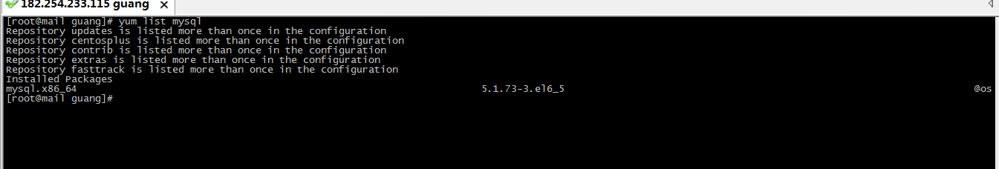 182.254.233.115 guang
[root@mail guang]# yum list mysql
Repository updates is listed more than once in the configuration
Repository centosplus is listed more than once in the configuration
Repository contrib is listed more than once in the configuration
Repository extras is listed more than once in the configuration
Repository fasttrack is listed more than once in the configuration
Installed Packages
mysql.x86_64 5.1.73-3.el6_5 @os
[root@mail guang]#